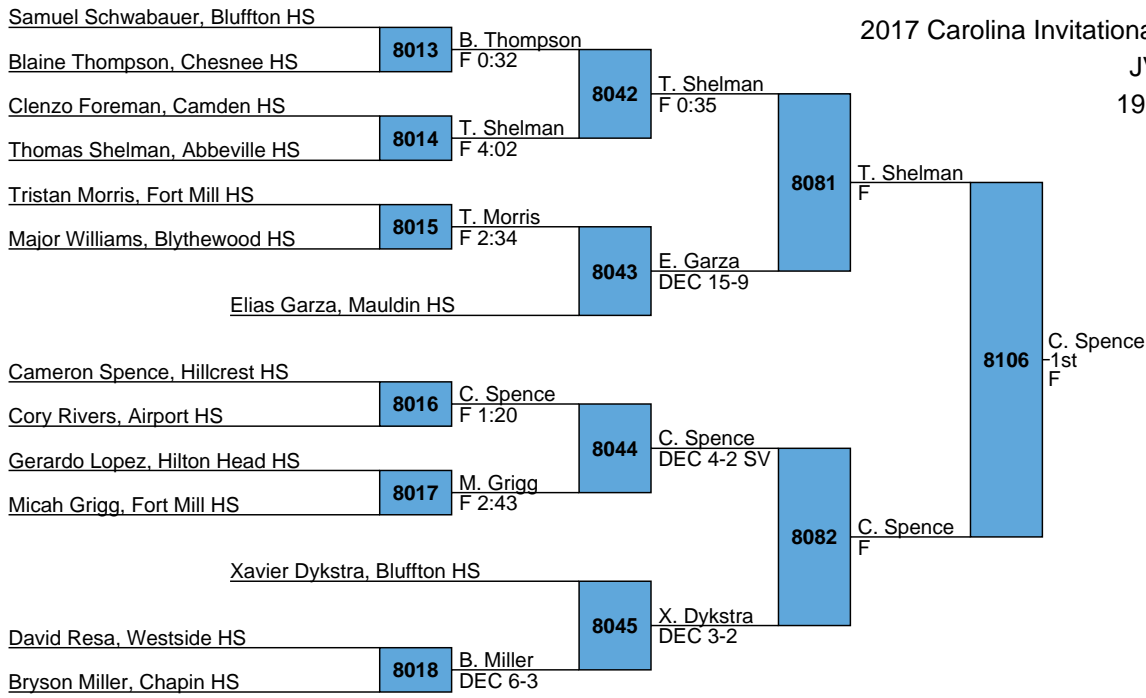 Samuel Schwabauer, Bluffton HS
8013
B. Thompson
F 0:32
Blaine Thompson, Chesnee HS
8042
T. Shelman
F 0:35
Clenzo Foreman, Camden HS
8014
T. Shelman
F 4:02
Thomas Shelman, Abbeville HS
8081
T. Shelman
F
Tristan Morris, Fort Mill HS
8015
T. Morris
F 2:34
Major Williams, Blythewood HS
8043
E. Garza
DEC 15-9
Elias Garza, Mauldin HS
8106
C. Spence
1st
F
Cameron Spence, Hillcrest HS
8016
C. Spence
F 1:20
Cory Rivers, Airport HS
8044
C. Spence
DEC 4-2 SV
Gerardo Lopez, Hilton Head HS
8017
M. Grigg
F 2:43
Micah Grigg, Fort Mill HS
8082
C. Spence
F
Xavier Dykstra, Bluffton HS
8045
X. Dykstra
DEC 3-2
David Resa, Westside HS
8018
B. Miller
DEC 6-3
Bryson Miller, Chapin HS
2017 Carolina Invitationa
JV
19